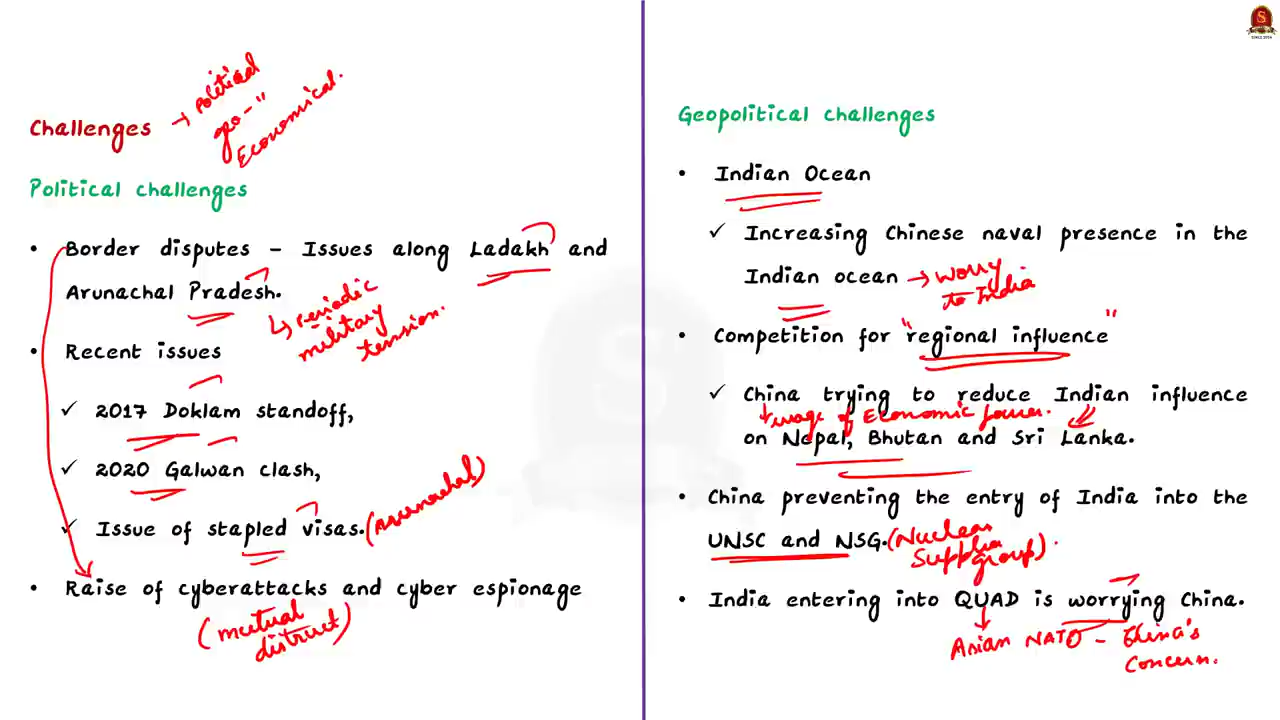 Challenges → Political
geo- "
Economical.
Political challenges
• Border disputes – Issues along Ladakh and
Arunachal Pradesh.
↳ Periodic
military
tension.
• Recent issues
✓ 2017 Doklam standoff,
✓ 2020 Galwan clash,
✓ Issue of stapled visas. (Arunachal)
• Raise of cyberattacks and cyber espionage
(mutual
distrust)
Geopolitical challenges
• Indian Ocean
✓ Increasing Chinese naval presence in the
Indian ocean → worry
to India
• Competition for "regional influence"
✓ China trying to reduce Indian influence
usage of Economic
on Nepal, Bhutan and Sri Lanka.
• China preventing the entry of India into the
UNSC and NSG. (Nuclear
Supplier
group).
• India entering into QUAD is worrying China.
Asian NATO – China's
Concern.
S
SINCE 2004